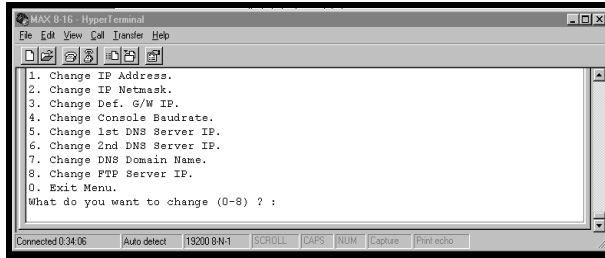 MAX 8-16 - HyperTerminal
File Edit View Call Transfer Help
1. Change IP Address.
2. Change IP Netmask.
3. Change Def. G/W IP.
4. Change Console Baudrate.
5. Change 1st DNS Server IP.
6. Change 2nd DNS Server IP.
7. Change DNS Domain Name.
8. Change FTP Server IP.
0. Exit Menu.
What do you want to change (0-8) ? :
Connected 0:34:06 Auto detect 19200 8-N-1 SCROLL CAPS NUM Capture Print echo